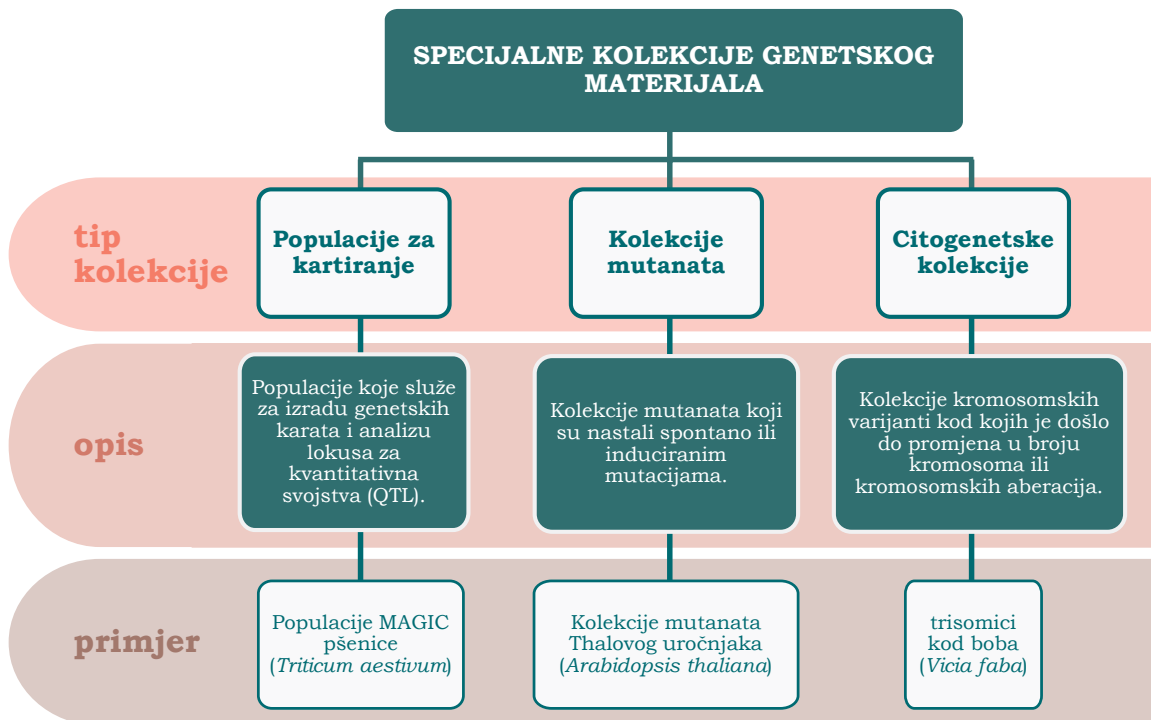 SPECIJALNE KOLEKCIJE GENETSKOG
MATERIJALA
tip
kolekcije
Populacije za
kartiranje
Kolekcije
mutanata
Citogenetske
kolekcije
opis
Populacije koje služe
za izradu genetskih
karata i analizu
lokusa za
kvantitativna
svojstva (QTL).
Kolekcije mutanata koji
su nastali spontano ili
induciranim
mutacijama.
Kolekcije kromosomskih
varijanti kod kojih je došlo
do promjena u broju
kromosoma ili
kromosomskih aberacija.
primjer
Populacije MAGIC
pšenice
(Triticum aestivum)
Kolekcije mutanata
Thalovog uročnjaka
(Arabidopsis thaliana)
trisomici
kod boba
(Vicia faba)